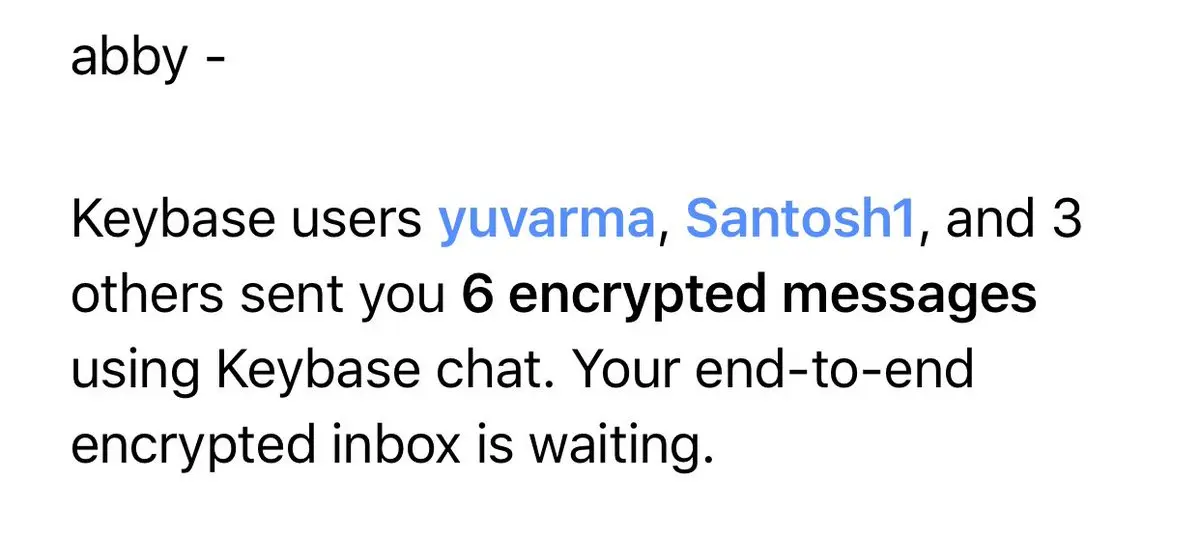 abby -
Keybase users yuvarma, Santosh1, and 3
others sent you 6 encrypted messages
using Keybase chat. Your end-to-end
encrypted inbox is waiting.